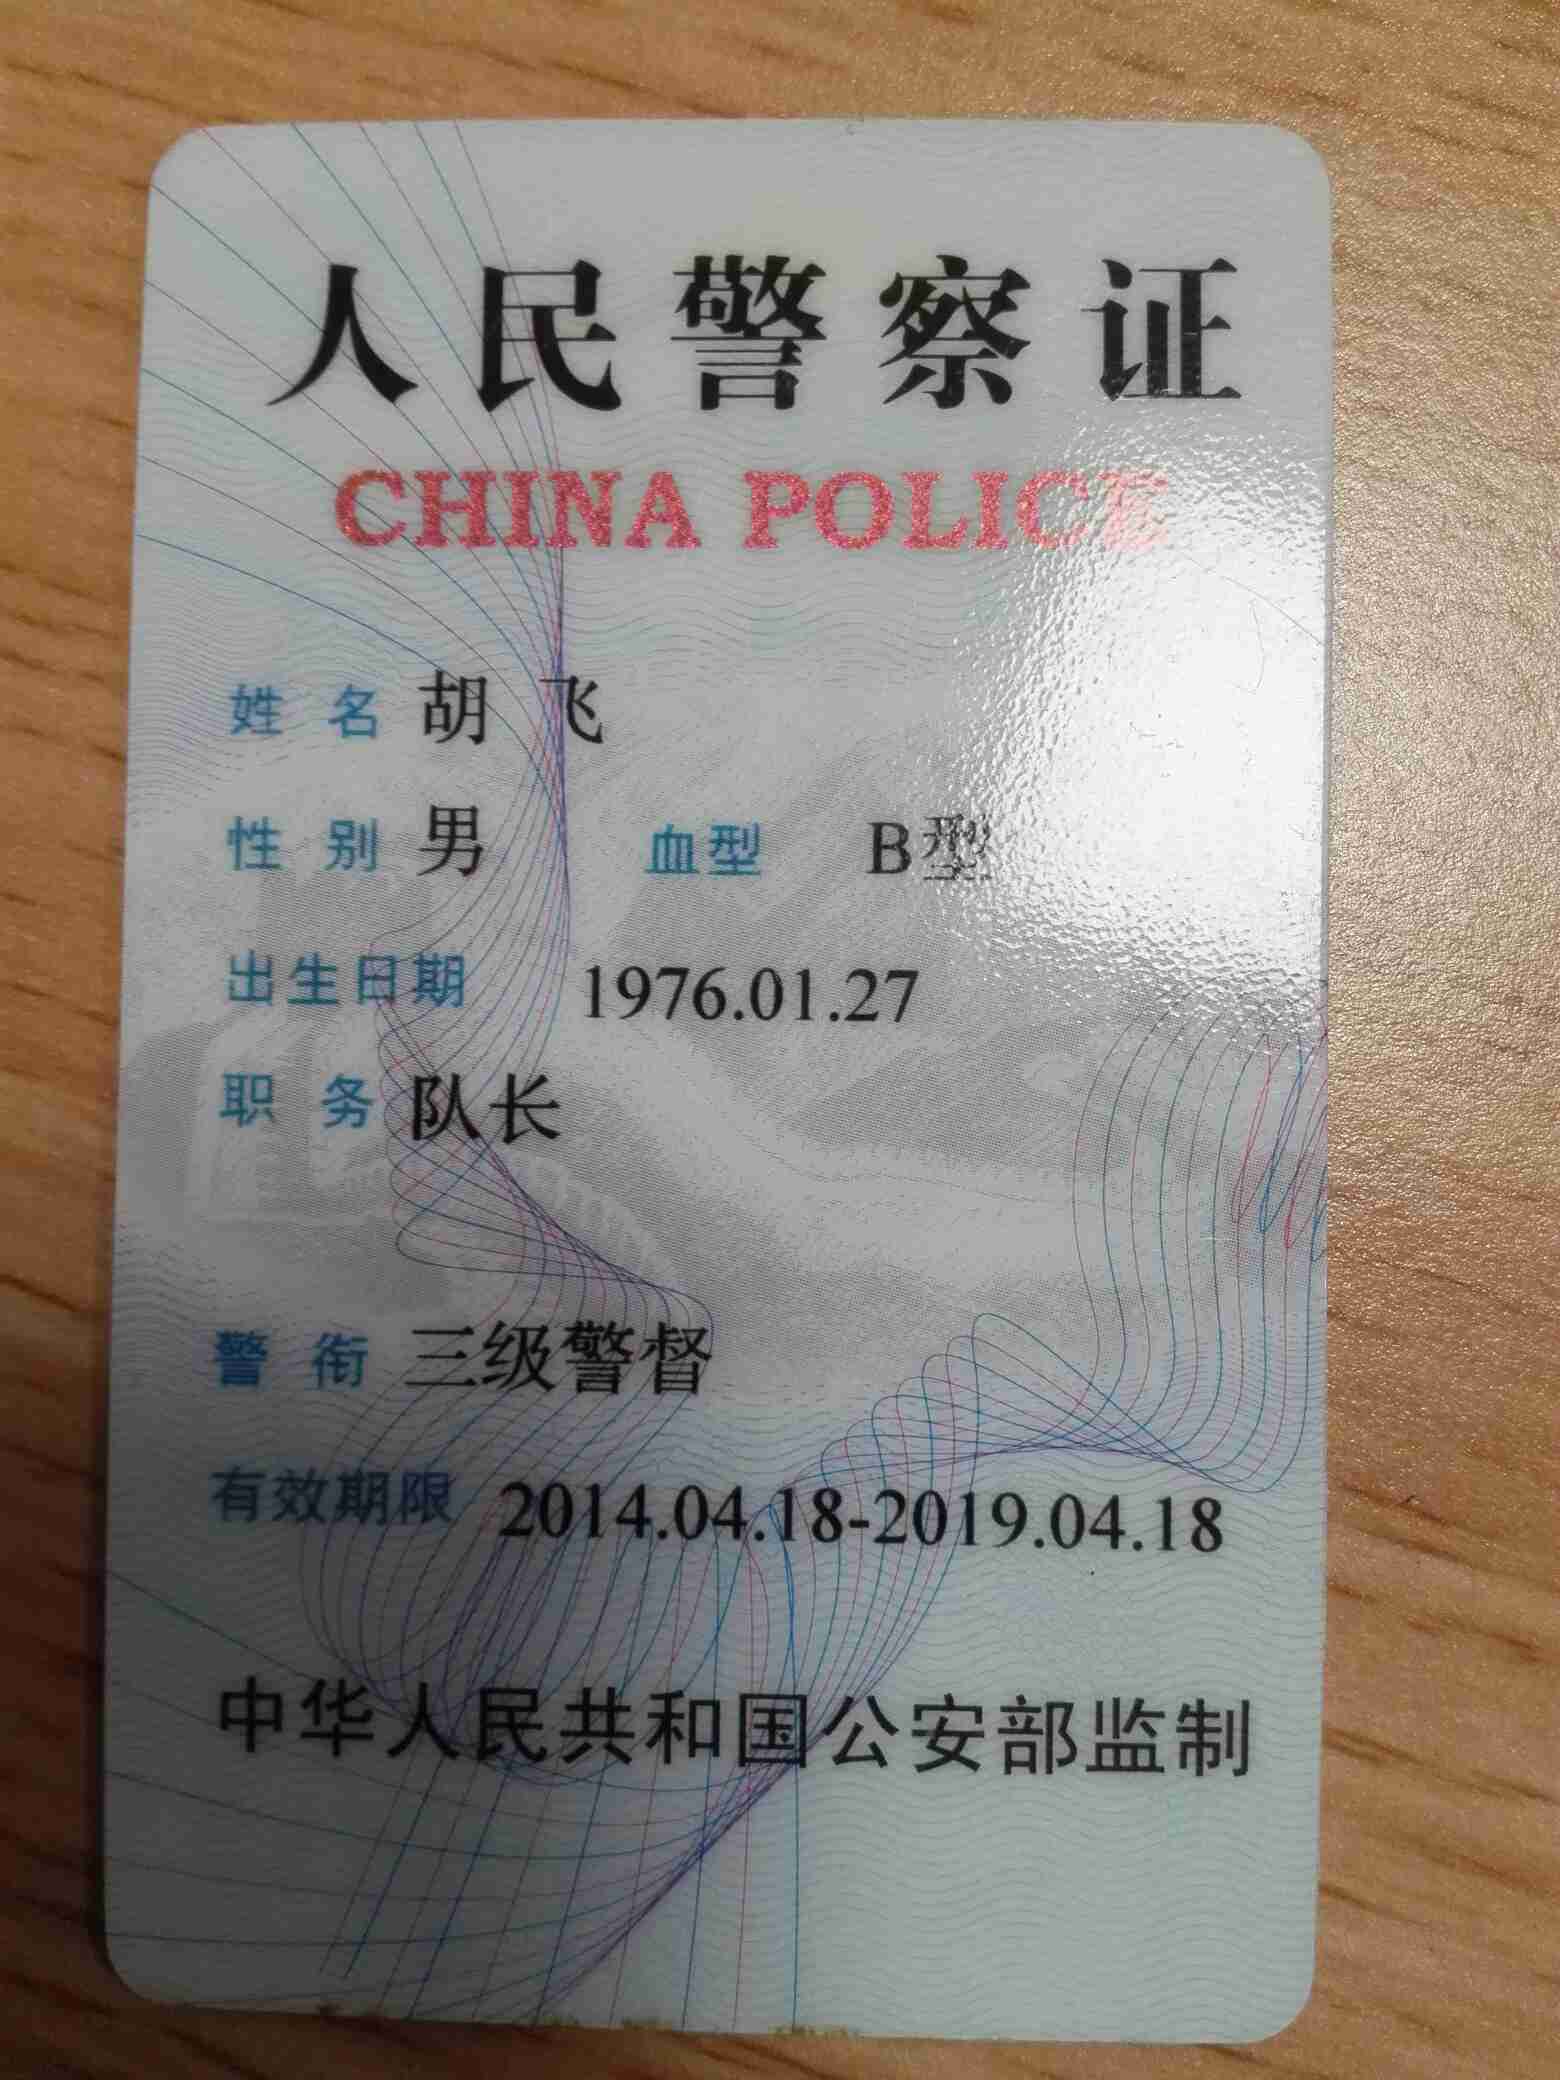 人民警察证
CHINA POLICE
姓名 胡飞
性别 男 血型 B型
出生日期 1976.01.27
职务 队长
警衔 三级警督
有效期限 2014.04.18-2019.04.18
中华人民共和国公安部监制